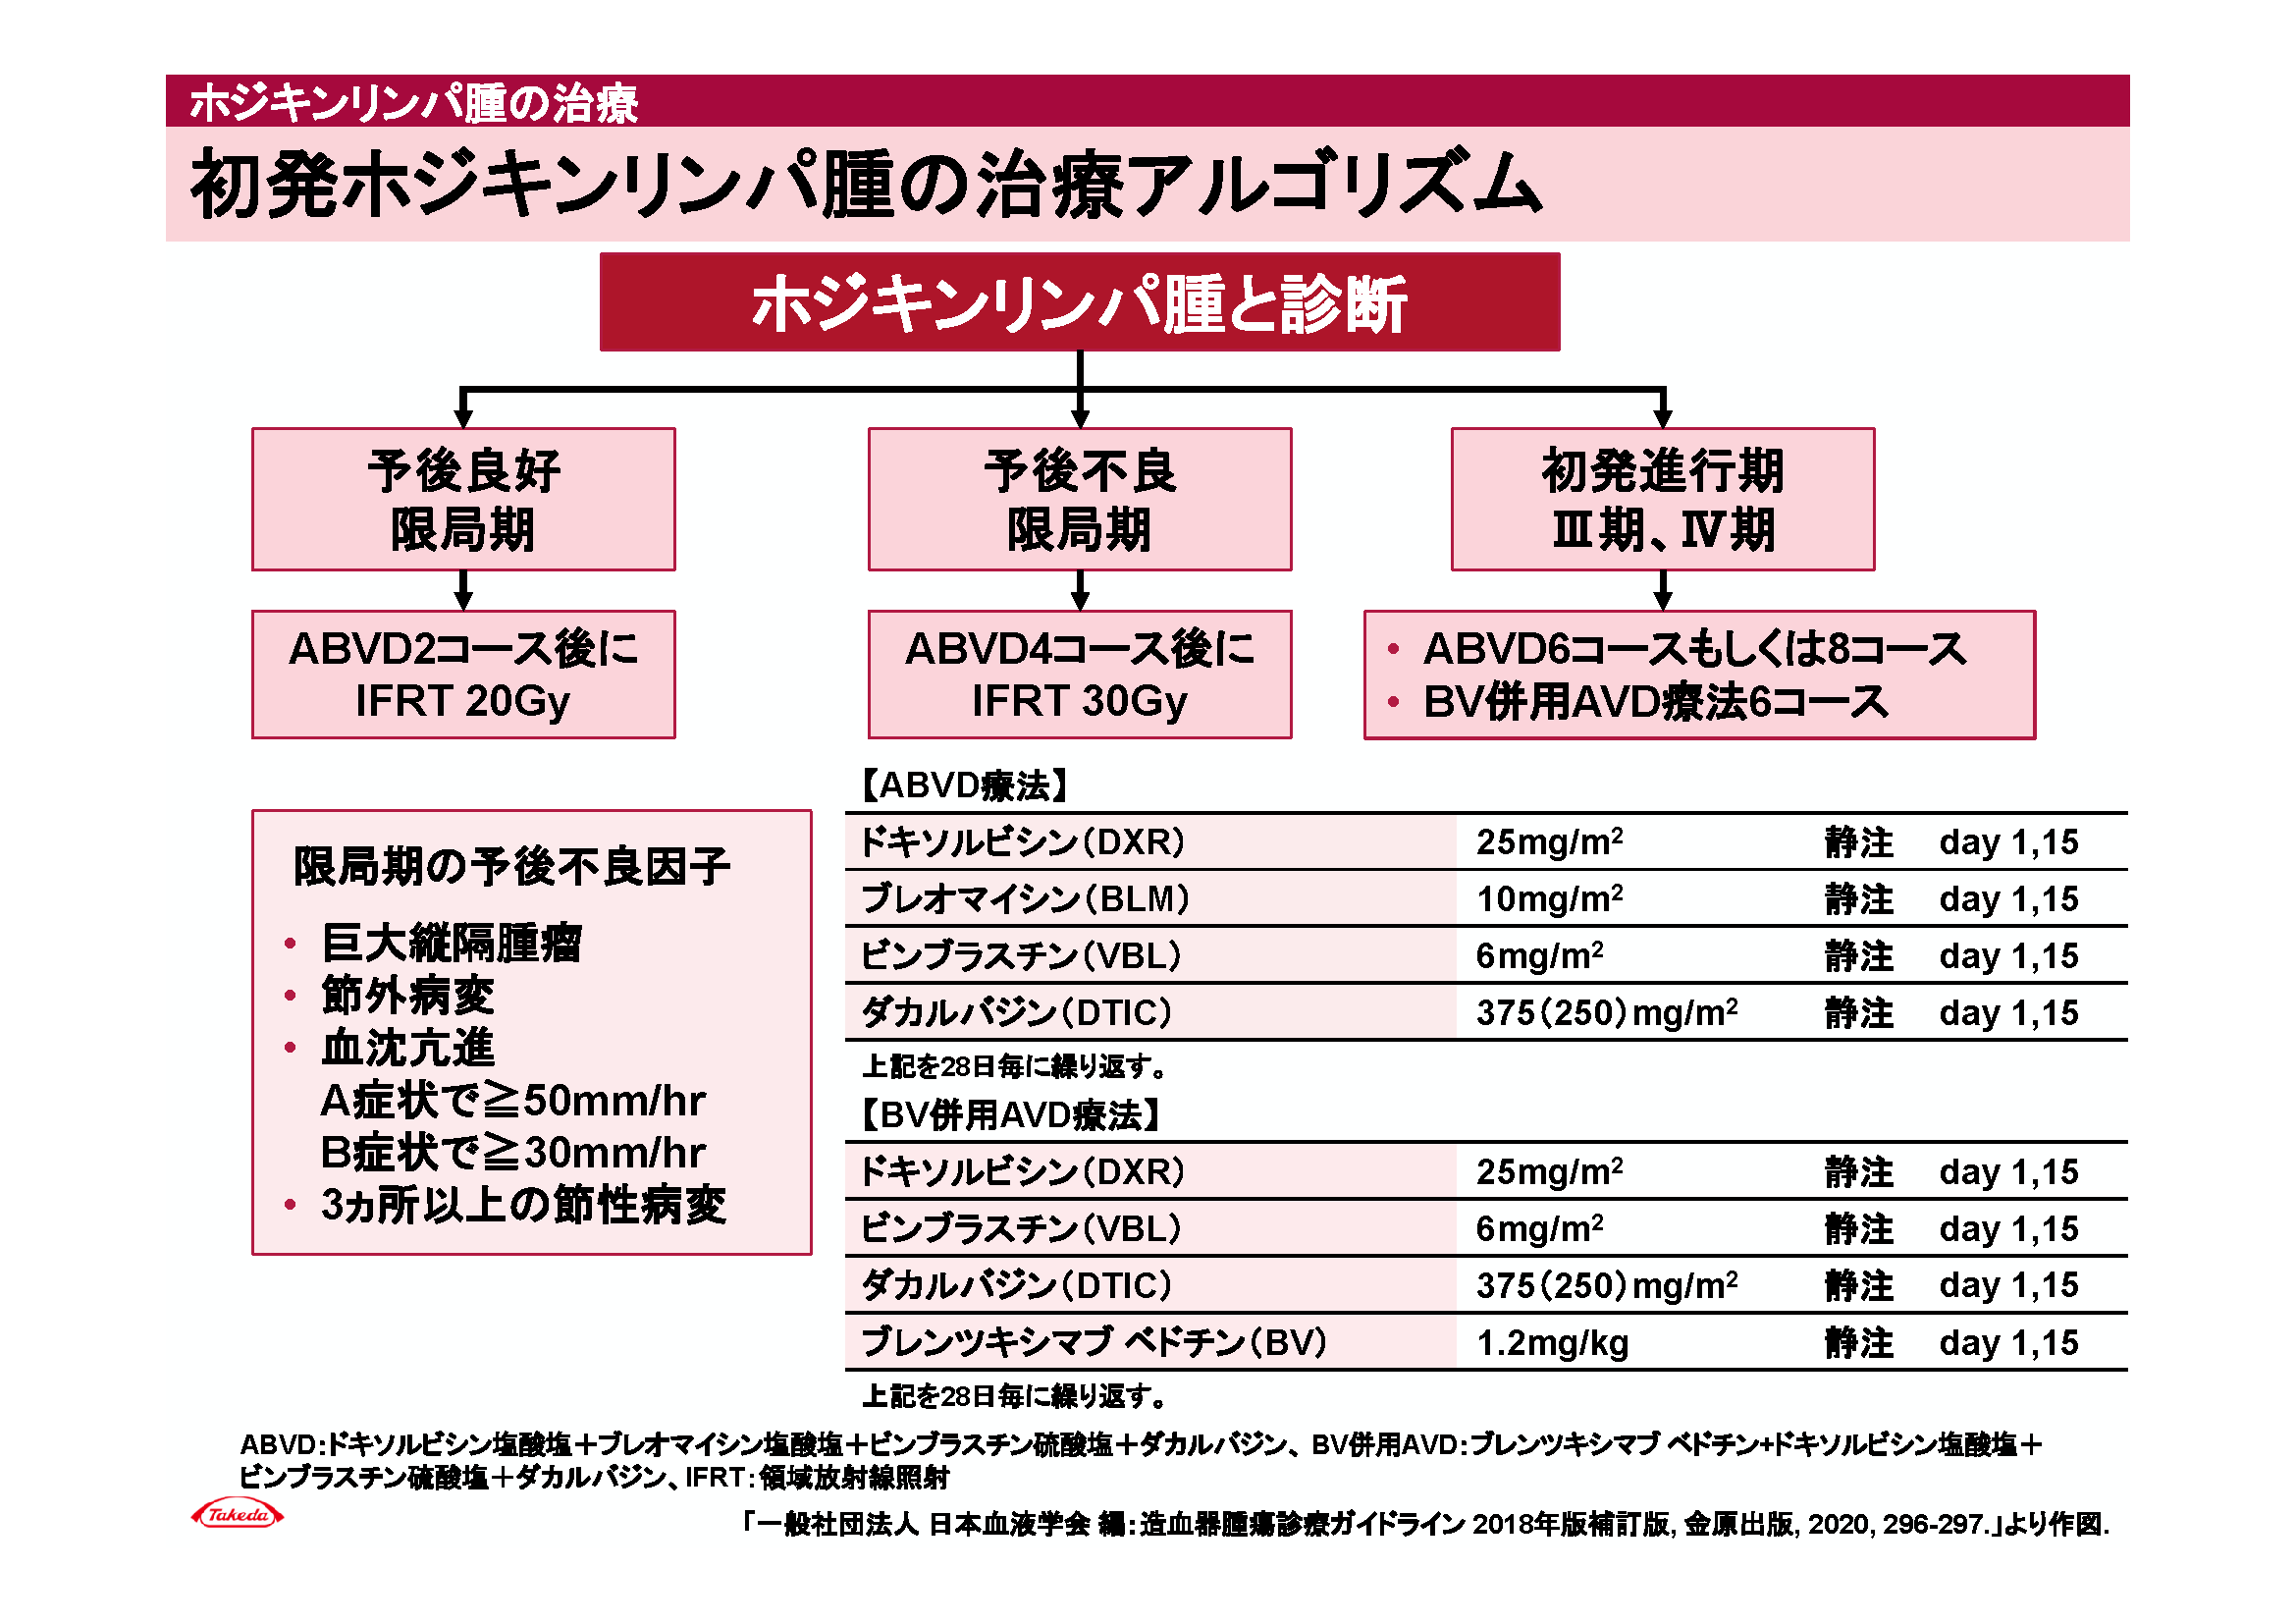 ホジキンリンパ腫の治療
初発ホジキンリンパ腫の治療アルゴリズム
ホジキンリンパ腫と診断
予後良好
限局期
予後不良
限局期
初発進行期
Ⅲ期、Ⅳ期
ABVD2コース後に
IFRT 20Gy
ABVD4コース後に
IFRT 30Gy
• ABVD6コースもしくは8コース
• BV併用AVD療法6コース
限局期の予後不良因子
• 巨大縦隔腫瘤
• 節外病変
• 血沈亢進
A症状で≧50mm/hr
B症状で≧30mm/hr
• 3ヵ所以上の節性病変
【ABVD療法】
ドキソルビシン（DXR） 25mg/m² 静注 day 1,15
ブレオマイシン（BLM） 10mg/m² 静注 day 1,15
ビンブラスチン（VBL） 6mg/m² 静注 day 1,15
ダカルバジン（DTIC） 375（250）mg/m² 静注 day 1,15
上記を28日毎に繰り返す。
【BV併用AVD療法】
ドキソルビシン（DXR） 25mg/m² 静注 day 1,15
ビンブラスチン（VBL） 6mg/m² 静注 day 1,15
ダカルバジン（DTIC） 375（250）mg/m² 静注 day 1,15
ブレンツキシマブ ベドチン（BV） 1.2mg/kg 静注 day 1,15
上記を28日毎に繰り返す。
ABVD：ドキソルビシン塩酸塩＋ブレオマイシン塩酸塩＋ビンブラスチン硫酸塩＋ダカルバジン、BV併用AVD：ブレンツキシマブ ベドチン+ドキソルビシン塩酸塩＋
ビンブラスチン硫酸塩＋ダカルバジン、IFRT：領域放射線照射
Takeda
「一般社団法人 日本血液学会 編：造血器腫瘍診療ガイドライン 2018年版補訂版, 金原出版, 2020, 296-297.」より作図.